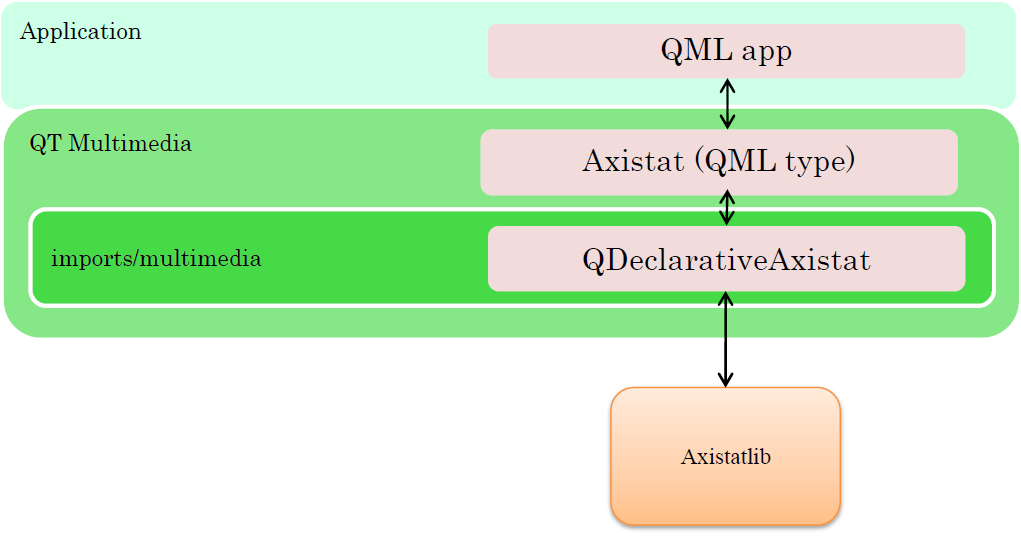 Application
QML app
QT Multimedia
Axistat (QML type)
imports/multimedia
QDeclarativeAxistat
Axistatlib